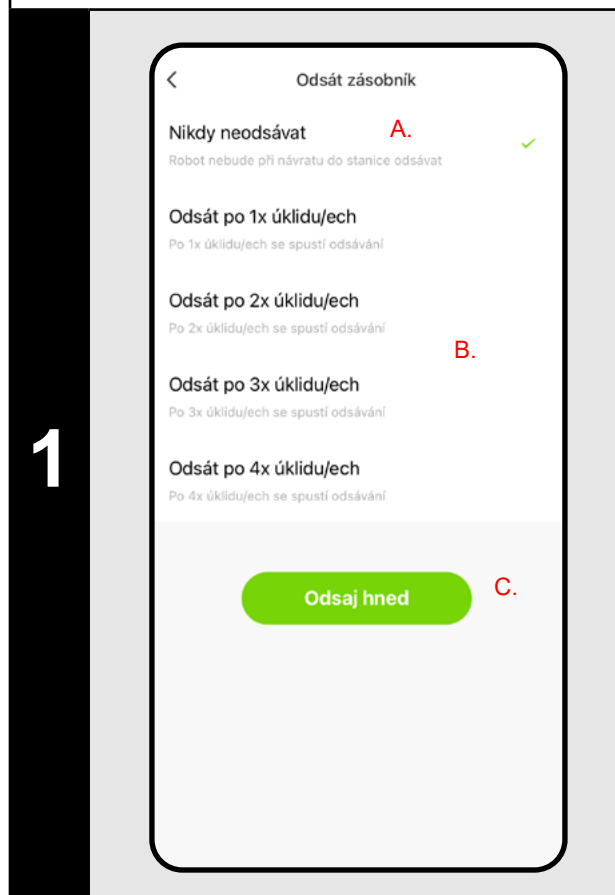 1
Odsát zásobník
Nikdy neodsávat A.
Robot nebude při návratu do stanice odsávat
Odsát po 1x úklidu/ech
Po 1x úklidu/ech se spustí odsávání
Odsát po 2x úklidu/ech
Po 2x úklidu/ech se spustí odsávání
B.
Odsát po 3x úklidu/ech
Po 3x úklidu/ech se spustí odsávání
Odsát po 4x úklidu/ech
Po 4x úklidu/ech se spustí odsávání
Odsaj hned C.